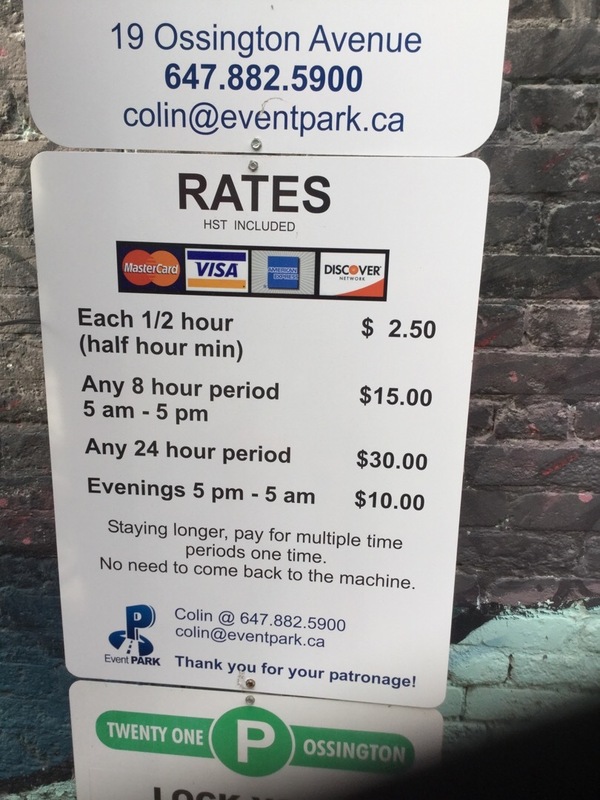 19 Ossington Avenue
647.882.5900
colin@eventpark.ca
RATES
HST INCLUDED
MasterCard VISA AMERICAN EXPRESS DISCOVER NETWORK
Each 1/2 hour $ 2.50
(half hour min)
Any 8 hour period $15.00
5 am - 5 pm
Any 24 hour period $30.00
Evenings 5 pm - 5 am $10.00
Staying longer, pay for multiple time
periods one time.
No need to come back to the machine.
P
Event PARK
Colin @ 647.882.5900
colin@eventpark.ca
Thank you for your patronage!
TWENTY ONE P OSSINGTON
LOCK